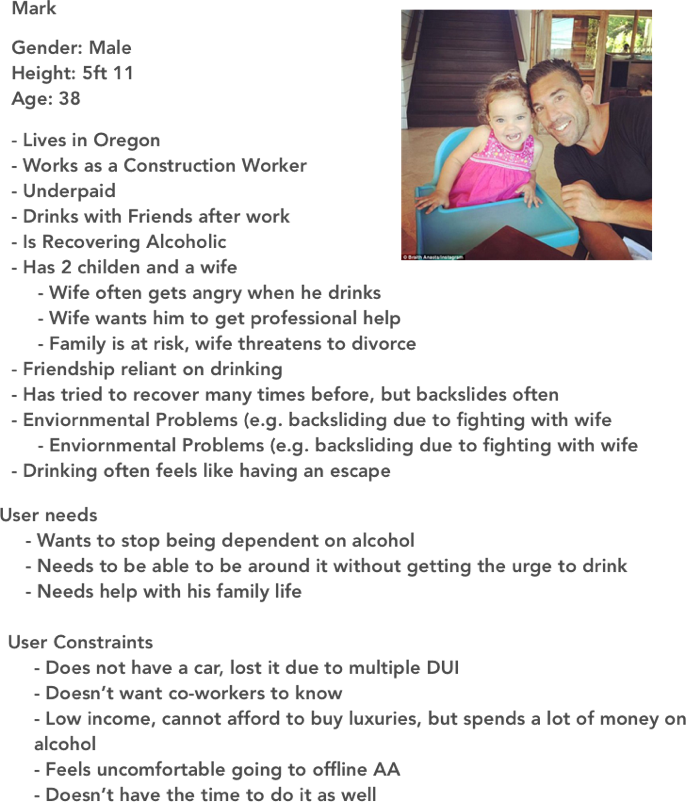 Mark
Gender: Male
Height: 5ft 11
Age: 38
- Lives in Oregon
- Works as a Construction Worker
- Underpaid
- Drinks with Friends after work
- Is Recovering Alcoholic
- Has 2 childen and a wife
- Wife often gets angry when he drinks
- Wife wants him to get professional help
- Family is at risk, wife threatens to divorce
- Friendship reliant on drinking
- Has tried to recover many times before, but backslides often
- Enviornmental Problems (e.g. backsliding due to fighting with wife
- Enviornmental Problems (e.g. backsliding due to fighting with wife
- Drinking often feels like having an escape
User needs
- Wants to stop being dependent on alcohol
- Needs to be able to be around it without getting the urge to drink
- Needs help with his family life
User Constraints
- Does not have a car, lost it due to multiple DUI
- Doesn't want co-workers to know
- Low income, cannot afford to buy luxuries, but spends a lot of money on
alcohol
- Feels uncomfortable going to offline AA
- Doesn't have the time to do it as well